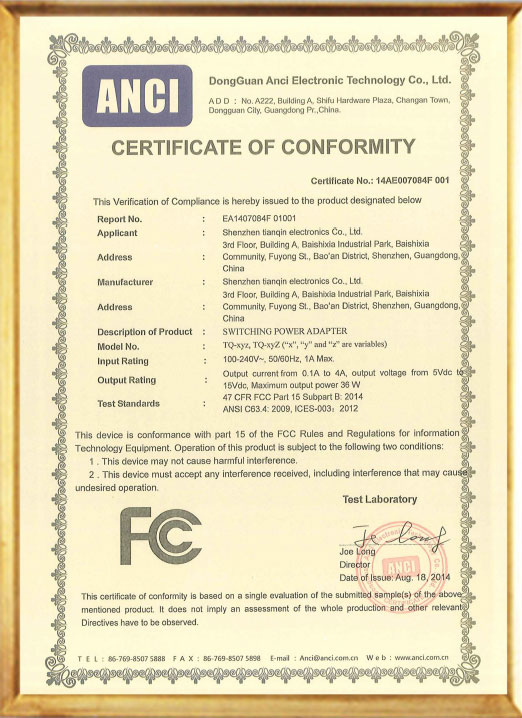 ANCI
DongGuan Anci Electronic Technology Co., Ltd.
ADD : No. A222, Building A, Shifu Hardware Plaza, Changan Town,
Dongguan City, Guangdong Pr.,China.
CERTIFICATE OF CONFORMITY
Certificate No.: 14AE007084F 001
This Verification of Compliance is hereby issued to the product designated below
Report No. : EA1407084F 01001
Applicant : Shenzhen tianqin electronics Co., Ltd.
Address : 3rd Floor, Building A, Baishixia Industrial Park, Baishixia
Community, Fuyong St., Bao'an District, Shenzhen, Guangdong,
China
Manufacturer : Shenzhen tianqin electronics Co., Ltd.
Address : 3rd Floor, Building A, Baishixia Industrial Park, Baishixia
Community, Fuyong St., Bao'an District, Shenzhen, Guangdong,
China
Description of Product : SWITCHING POWER ADAPTER
Model No. : TQ-xyz, TQ-xyZ (“x”, “y” and “z” are variables)
Input Rating : 100-240V~, 50/60Hz, 1A Max.
Output Rating : Output current from 0.1A to 4A, output voltage from 5Vdc to
15Vdc, Maximum output power 36 W
Test Standards : 47 CFR FCC Part 15 Subpart B: 2014
ANSI C63.4: 2009, ICES-003: 2012
This device is conformance with part 15 of the FCC Rules and Regulations for information
Technology Equipment. Operation of this product is subject to the following two conditions:
1 . This device may not cause harmful interference.
2 . This device must accept any interference received, including interference that may cause
undesired operation.
Test Laboratory
FCC
Joe Long
ANCI
Joe Long
Director
Date of Issue: Aug. 18, 2014
This certificate of conformity is based on a single evaluation of the submitted sample(s) of the above
mentioned product. It does not imply an assessment of the whole production and other relevant
Directives have to be observed.
TEL: 86-769-8507 5888 FAX: 86-769-8507 5898 E-mail : Anci@anci.com.cn Web : www.anci.com.cn